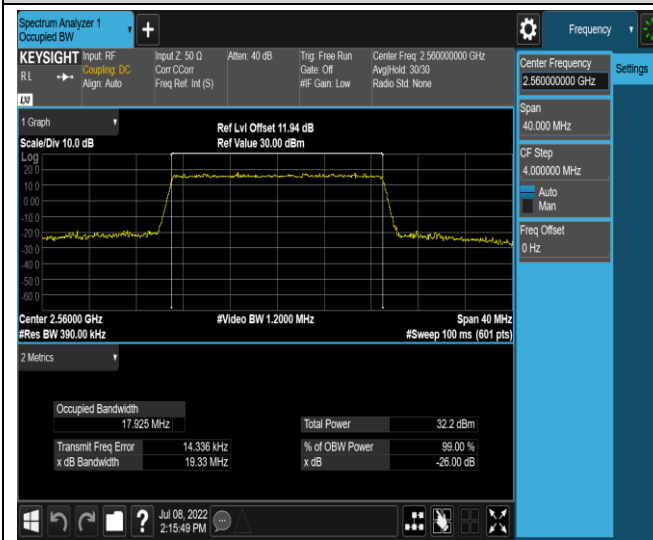 Spectrum Analyzer 1
Occupied BW
+
Frequency
KEYSIGHT
RL
LXI
Input: RF
Coupling: DC
Align: Auto
Input Z: 50 Ω
Corr CCorr
Freq Ref: Int (S)
Atten: 40 dB
Trig: Free Run
Gate: Off
#IF Gain: Low
Center Freq: 2.560000000 GHz
Avg|Hold: 30/30
Radio Std: None
Center Frequency
2.560000000 GHz
Settings
Span
40.000 MHz
CF Step
4.000000 MHz
Auto
Man
Freq Offset
0 Hz
1 Graph
Scale/Div 10.0 dB
Ref Lvl Offset 11.94 dB
Ref Value 30.00 dBm
Log
20.0
10.0
0.00
-10.0
-20.0
-30.0
-40.0
-50.0
-60.0
Center 2.56000 GHz
#Video BW 1.2000 MHz
Span 40 MHz
#Res BW 390.00 kHz
#Sweep 100 ms (601 pts)
2 Metrics
Occupied Bandwidth
17.925 MHz
Total Power 32.2 dBm
Transmit Freq Error 14.336 kHz
% of OBW Power 99.00 %
x dB Bandwidth 19.33 MHz
x dB -26.00 dB
?
Jul 08, 2022
2:15:49 PM